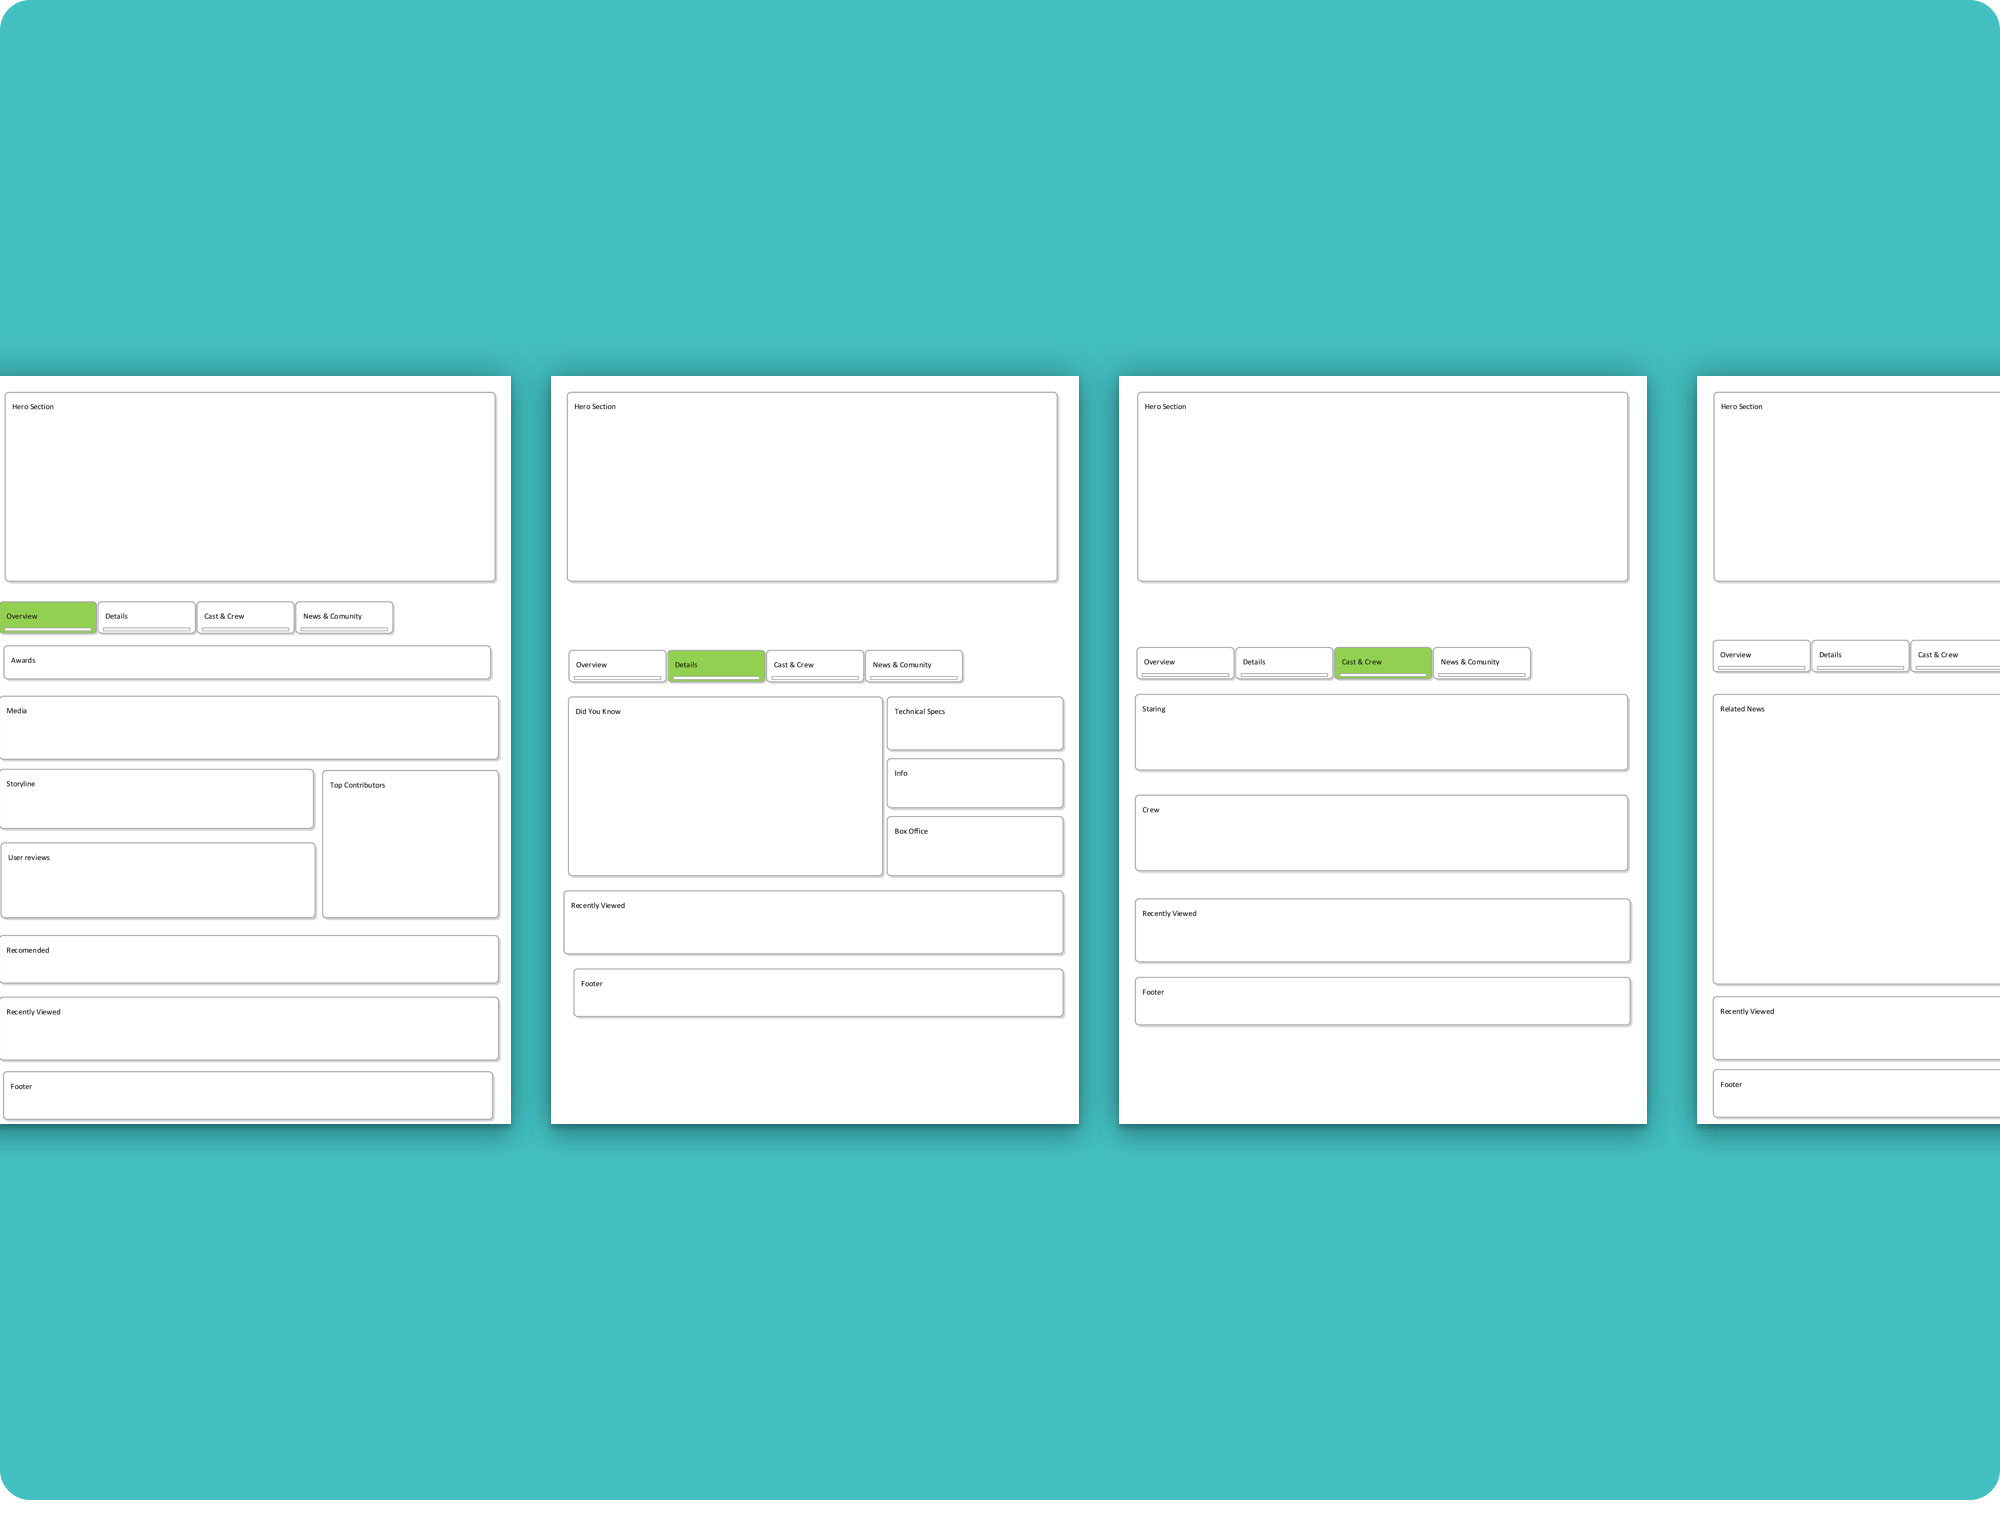 Hero Section
Overview
Details
Cast & Crew
News & Comunity
Awards
Media
Storyline
Top Contributors
User reviews
Recomended
Recently Viewed
Footer
Hero Section
Overview
Details
Cast & Crew
News & Comunity
Did You Know
Technical Specs
Info
Box Office
Recently Viewed
Footer
Hero Section
Overview
Details
Cast & Crew
News & Comunity
Staring
Crew
Recently Viewed
Footer
Hero Section
Overview
Details
Cast & Crew
Related News
Recently Viewed
Footer